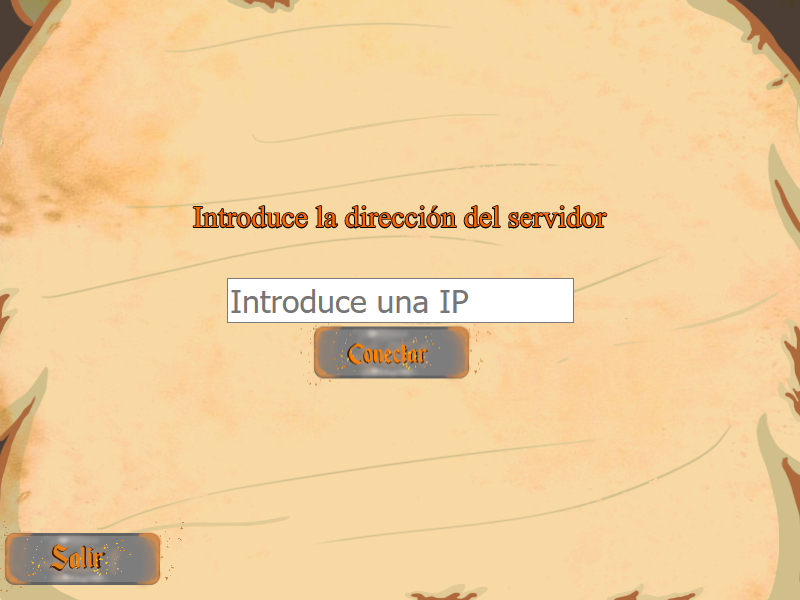 Introduce la dirección del servidor
Introduce una IP
Conectar
Salir